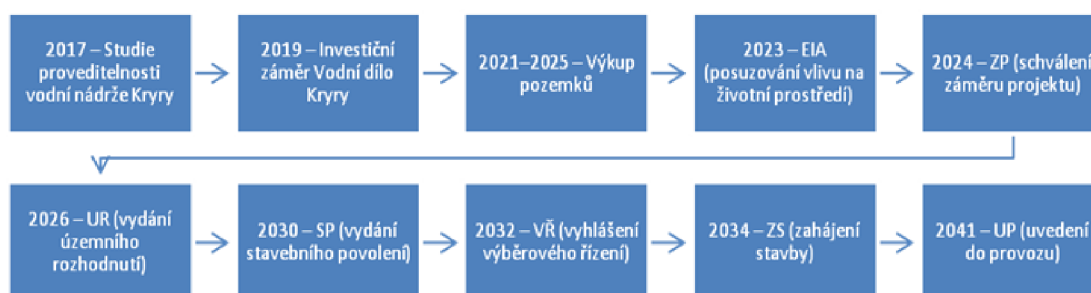 2017 – Studie
proveditelnosti
vodní nádrže Kryry
2019 – Investiční
záměr Vodní dílo
Kryry
2021–2025 – Výkup
pozemků
2023 – EIA
(posuzování vlivu na
životní prostředí)
2024 – ZP (schválení
záměru projektu)
2026 – UR (vydání
územního
rozhodnutí)
2030 – SP (vydání
stavebního povolení)
2032 – VŘ (vyhlášení
výběrového řízení)
2034 – ZS (zahájení
stavby)
2041 – UP (uvedení
do provozu)